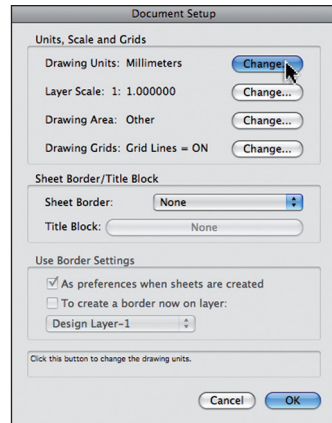 Document Setup
Units, Scale and Grids
Drawing Units: Millimeters Change...
Layer Scale: 1: 1.000000 Change...
Drawing Area: Other Change...
Drawing Grids: Grid Lines = ON Change...
Sheet Border/Title Block
Sheet Border: None
Title Block: None
Use Border Settings
As preferences when sheets are created
To create a border now on layer:
Design Layer-1
Click this button to change the drawing units.
Cancel OK